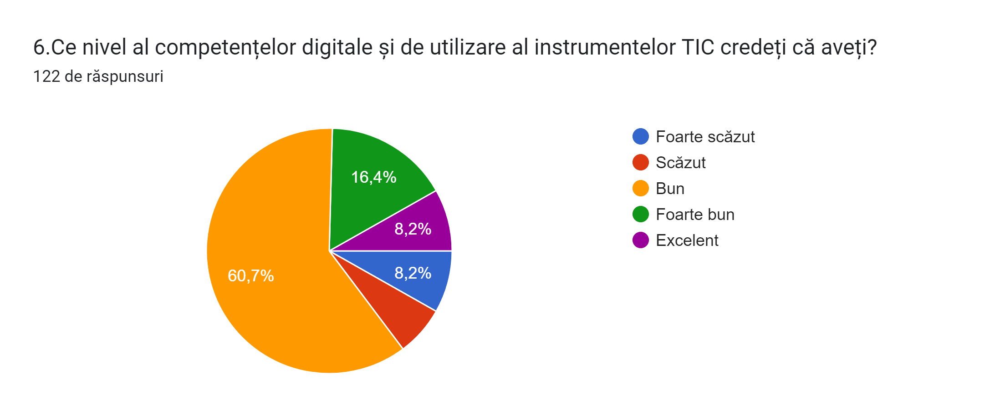 6.Ce nivel al competențelor digitale și de utilizare al instrumentelor TIC credeți că aveți?
122 de răspunsuri
Foarte scăzut
Scăzut
Bun
Foarte bun
Excelent
16,4%
8,2%
8,2%
60,7%